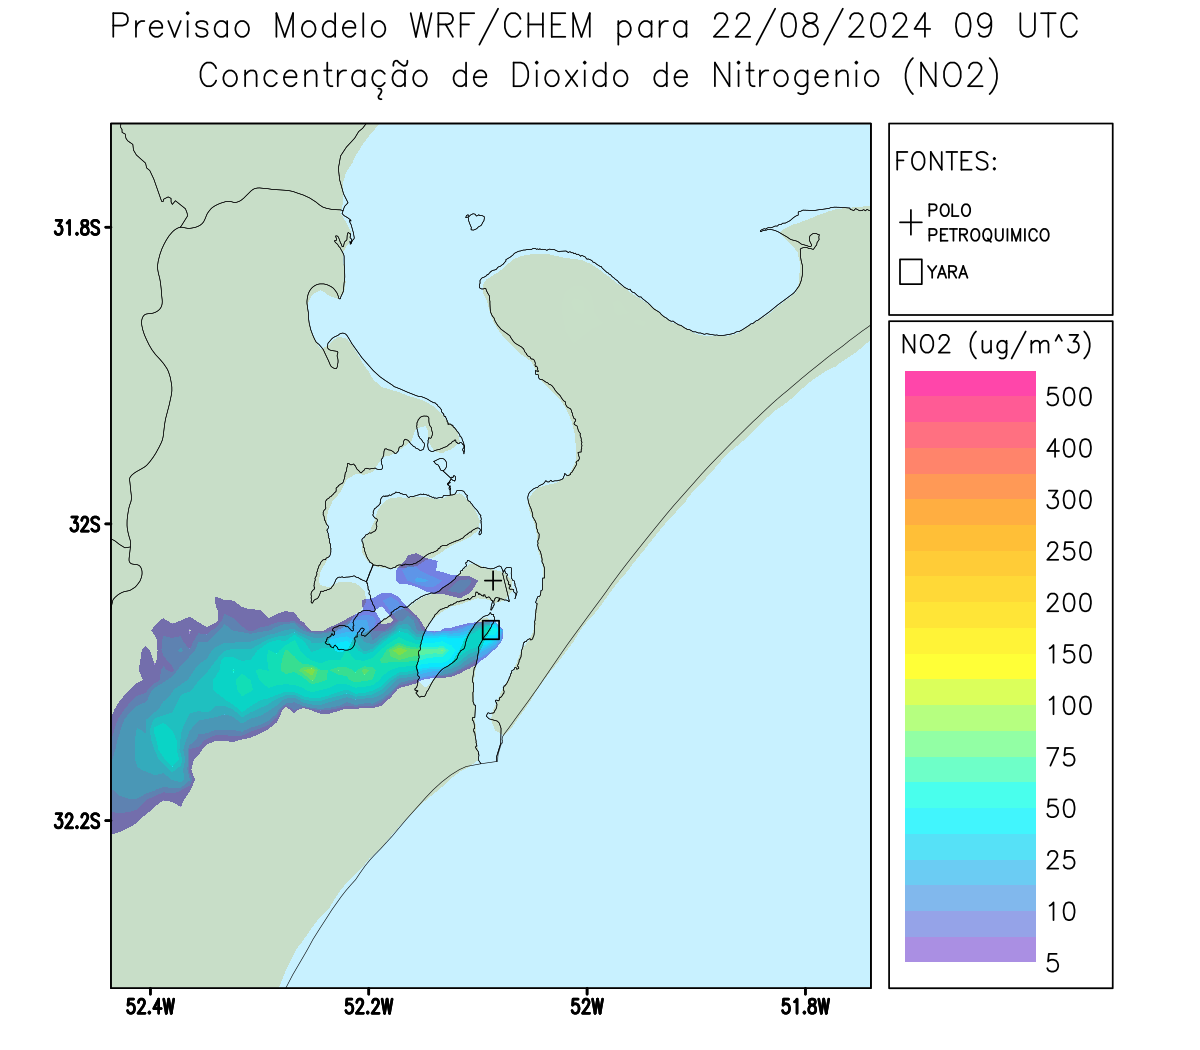 Previsao Modelo WRF/CHEM para 22/08/2024 09 UTC
Concentração de Dioxido de Nitrogenio (NO2)
FONTES:
POLO
PETROQUIMICO
YARA
NO2 (ug/m^3)
500
400
300
250
200
150
100
75
50
25
10
5
31.8S
32S
32.2S
52.4W
52.2W
52W
51.8W